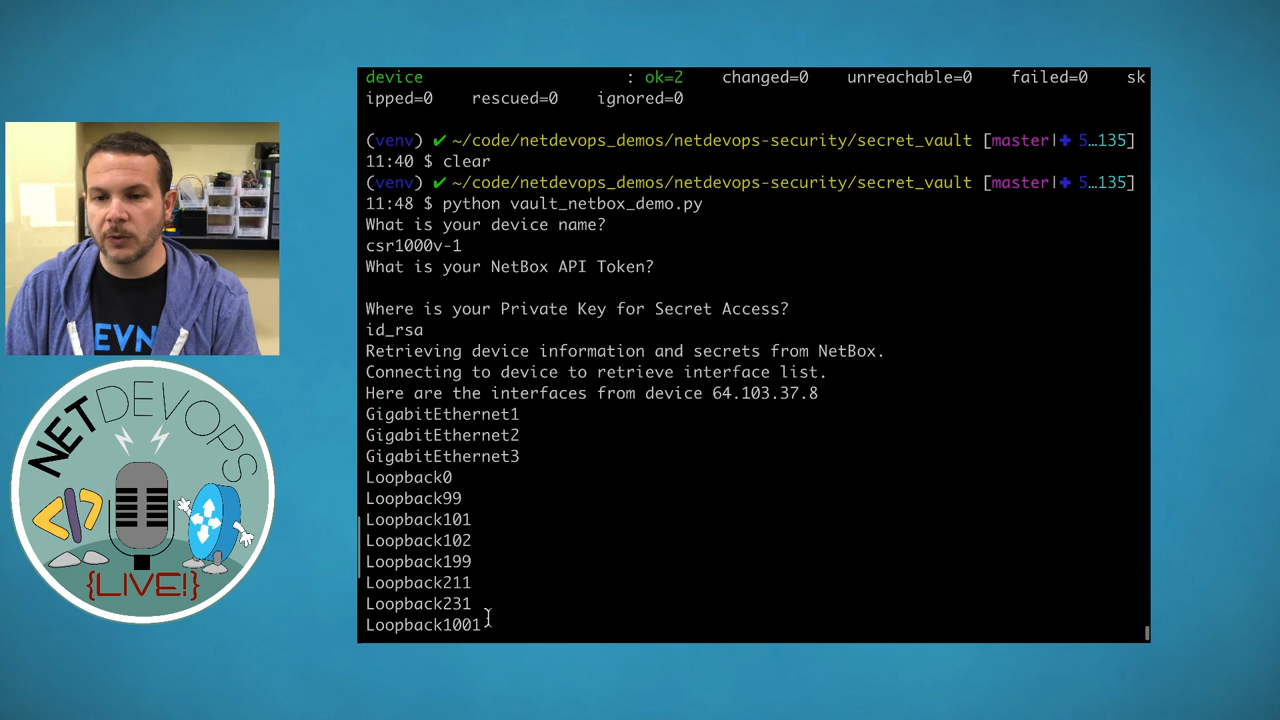 device : ok=2 changed=0 unreachable=0 failed=0 sk
ipped=0 rescued=0 ignored=0
(venv) ✔ ~/code/netdevops_demos/netdevops-security/secret_vault [master|✚ 5…135]
11:40 $ clear
(venv) ✔ ~/code/netdevops_demos/netdevops-security/secret_vault [master|✚ 5…135]
11:48 $ python vault_netbox_demo.py
What is your device name?
csr1000v-1
What is your NetBox API Token?
Where is your Private Key for Secret Access?
id_rsa
Retrieving device information and secrets from NetBox.
Connecting to device to retrieve interface list.
Here are the interfaces from device 64.103.37.8
GigabitEthernet1
GigabitEthernet2
GigabitEthernet3
Loopback0
Loopback99
Loopback101
Loopback102
Loopback199
Loopback211
Loopback231
Loopback1001
EVN
NETDEVOPS
</>
{LIVE!}